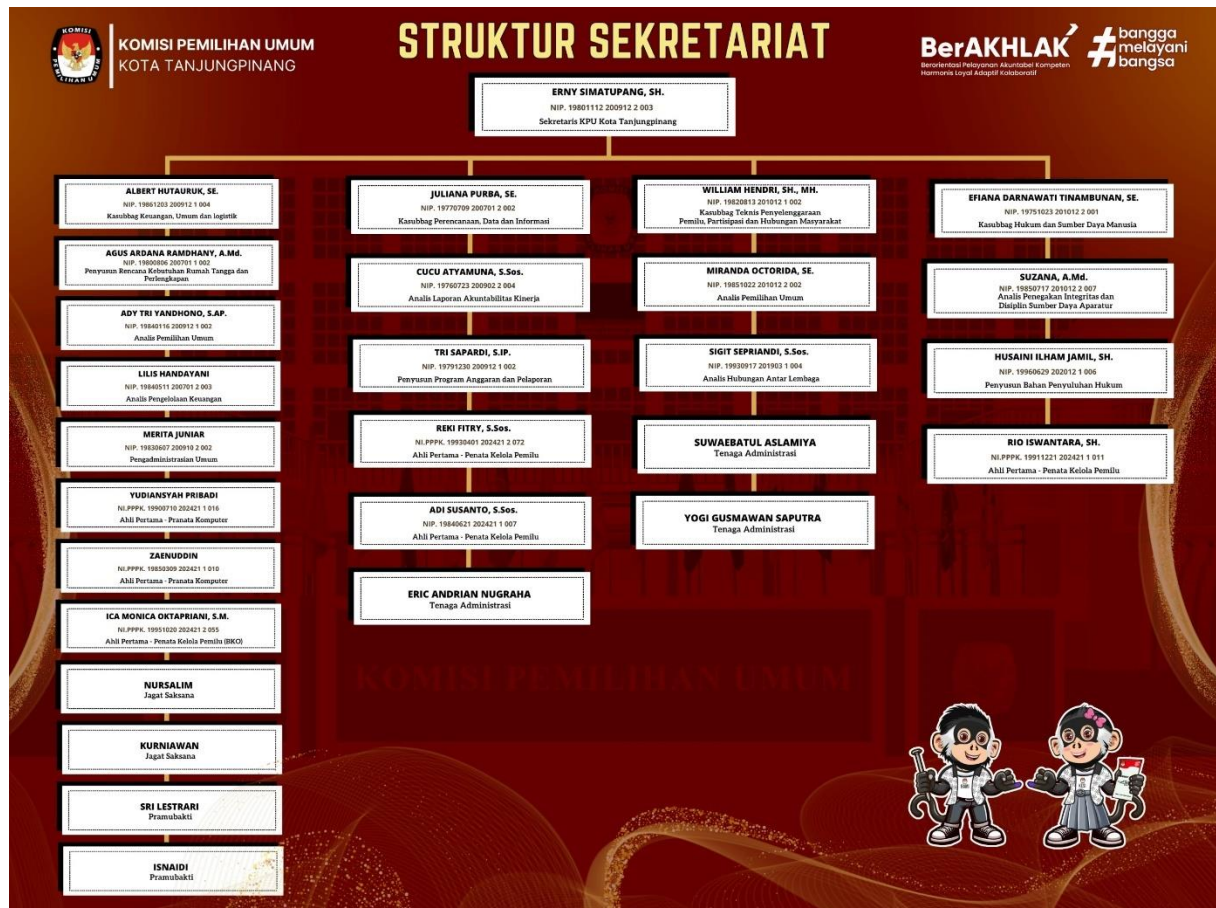 KOMISI
PEMILIHAN UMUM
KOMISI PEMILIHAN UMUM
KOTA TANJUNGPINANG
STRUKTUR SEKRETARIAT
BerAKHLAK
Berorientasi Pelayanan Akuntabel Kompeten
Harmonis Loyal Adaptif Kolaboratif
#bangga
melayani
bangsa
ERNY SIMATUPANG, SH.
NIP. 19801112 200912 2 003
Sekretaris KPU Kota Tanjungpinang
ALBERT HUTAURUK, SE.
NIP. 19861203 200912 1 004
Kasubbag Keuangan, Umum dan logistik
AGUS ARDANA RAMDHANY, A.Md.
NIP. 19800806 200701 1 002
Penyusun Rencana Kebutuhan Rumah Tangga dan
Perlengkapan
ADY TRI YANDHONO, S.AP.
NIP. 19840116 200912 1 002
Analis Pemilihan Umum
LILIS HANDAYANI
NIP. 19840511 200701 2 003
Analis Pengelolaan Keuangan
MERITA JUNIAR
NIP. 19830607 200910 2 002
Pengadministrasian Umum
YUDIANSYAH PRIBADI
NI.PPPK. 19900710 202421 1 016
Ahli Pertama - Pranata Komputer
ZAENUDDIN
NI.PPPK. 19850309 202421 1 010
Ahli Pertama - Pranata Komputer
ICA MONICA OKTAPRIANI, S.M.
NI.PPPK. 19951020 202421 2 055
Ahli Pertama - Penata Kelola Pemilu (BKO)
NURSALIM
Jagat Saksana
KURNIAWAN
Jagat Saksana
SRI LESTRARI
Pramubakti
ISNAIDI
Pramubakti
JULIANA PURBA, SE.
NIP. 19770709 200701 2 002
Kasubbag Perencanaan, Data dan Informasi
CUCU ATYAMUNA, S.Sos.
NIP. 19760723 200902 2 004
Analis Laporan Akuntabilitas Kinerja
TRI SAPARDI, S.IP.
NIP. 19791230 200912 1 002
Penyusun Program Anggaran dan Pelaporan
REKI FITRY, S.Sos.
NI.PPPK. 19930401 202421 2 072
Ahli Pertama - Penata Kelola Pemilu
ADI SUSANTO, S.Sos.
NIP. 19840621 202421 1 007
Ahli Pertama - Penata Kelola Pemilu
ERIC ANDRIAN NUGRAHA
Tenaga Administrasi
WILLIAM HENDRI, SH., MH.
NIP. 19820813 201012 1 002
Kasubbag Teknis Penyelenggaraan
Pemilu, Partisipasi dan Hubungan Masyarakat
MIRANDA OCTORIDA, SE.
NIP. 19851022 201012 2 002
Analis Pemilihan Umum
SIGIT SEPRIANDI, S.Sos.
NIP. 19930917 201903 1 004
Analis Hubungan Antar Lembaga
SUWAEBATUL ASLAMIYA
Tenaga Administrasi
YOGI GUSMAWAN SAPUTRA
Tenaga Administrasi
EFIANA DARNAWATI TINAMBUNAN, SE.
NIP. 19751023 201012 2 001
Kasubbag Hukum dan Sumber Daya Manusia
SUZANA, A.Md.
NIP. 19850717 201012 2 007
Analis Penegakan Integritas dan
Disiplin Sumber Daya Aparatur
HUSAINI ILHAM JAMIL, SH.
NIP. 19960629 202012 1 006
Penyusun Bahan Penyuluhan Hukum
RIO ISWANTARA, SH.
NI.PPPK. 19911221 202421 1 011
Ahli Pertama - Penata Kelola Pemilu
KOMISI PEMILIHAN UMUM